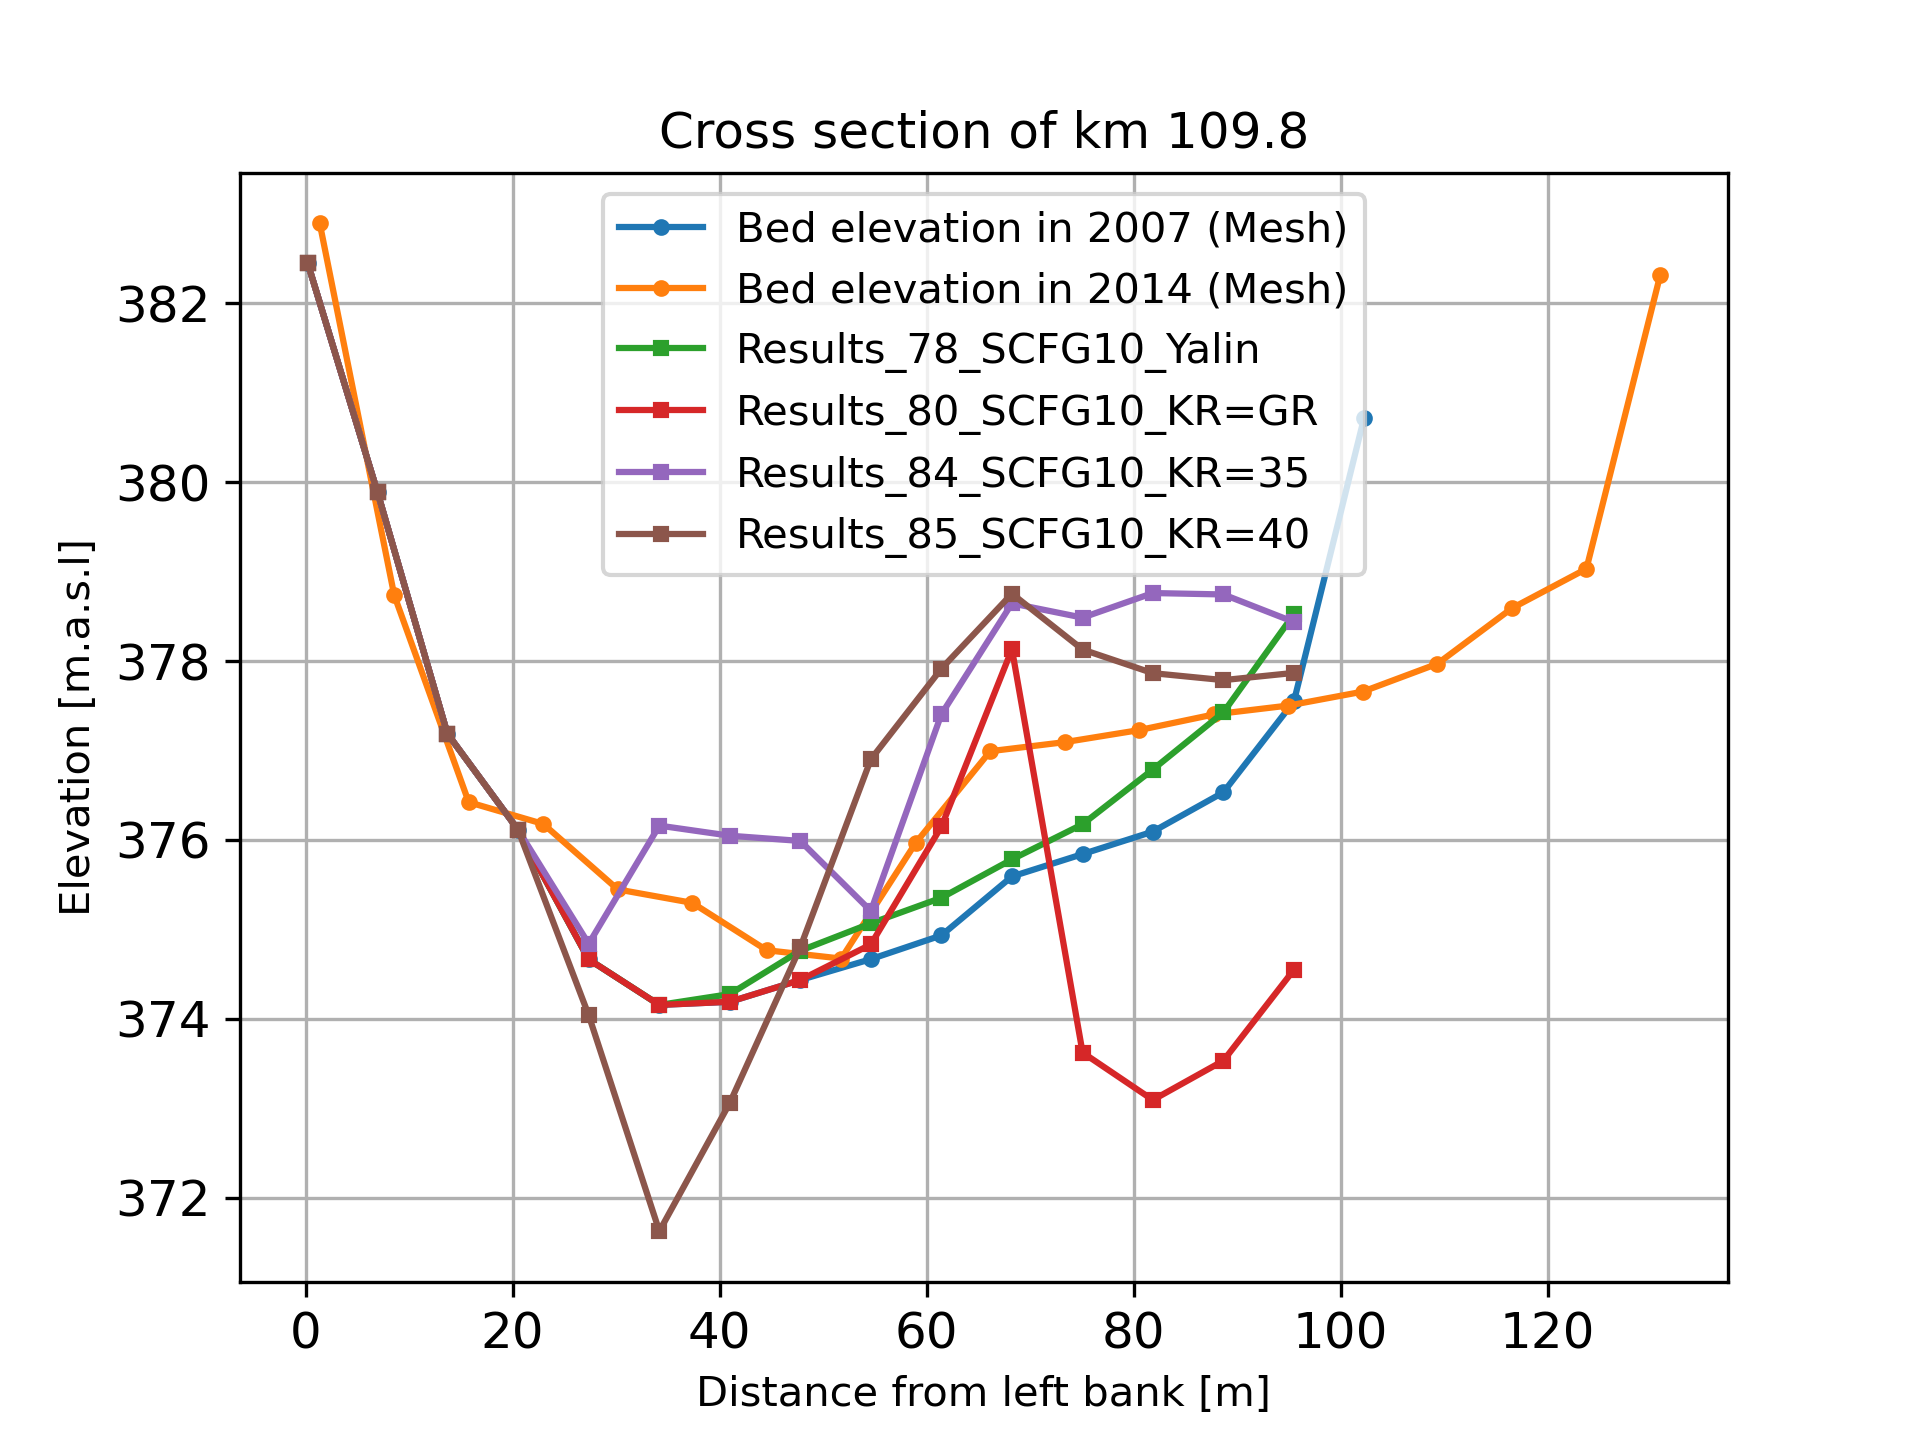 Cross section of km 109.8
Bed elevation in 2007 (Mesh)
Bed elevation in 2014 (Mesh)
Results_78_SCFG10_Yalin
Results_80_SCFG10_KR=GR
Results_84_SCFG10_KR=35
Results_85_SCFG10_KR=40
Elevation [m.a.s.l]
382
380
378
376
374
372
0 20 40 60 80 100 120
Distance from left bank [m]